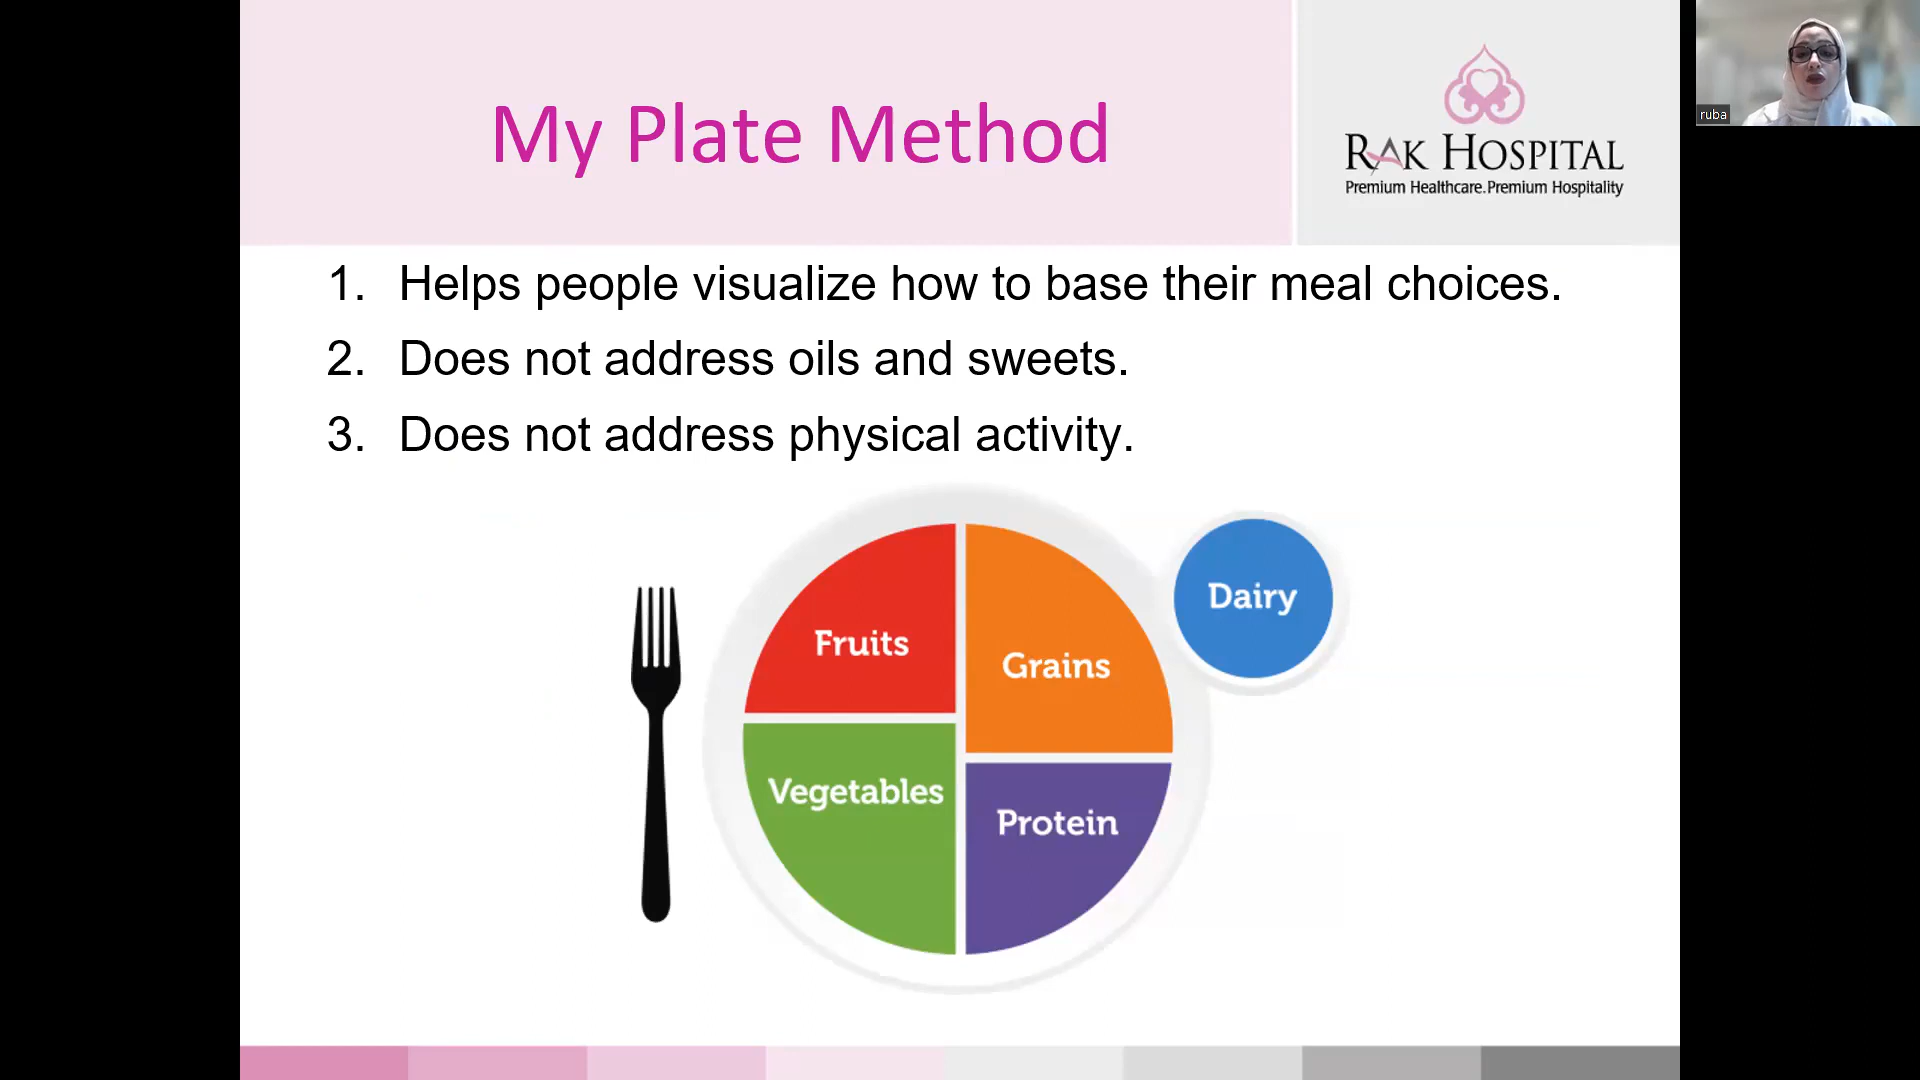 My Plate Method
RAK HOSPITAL
Premium Healthcare. Premium Hospitality
ruba
1. Helps people visualize how to base their meal choices.
2. Does not address oils and sweets.
3. Does not address physical activity.
Fruits
Grains
Dairy
Vegetables
Protein